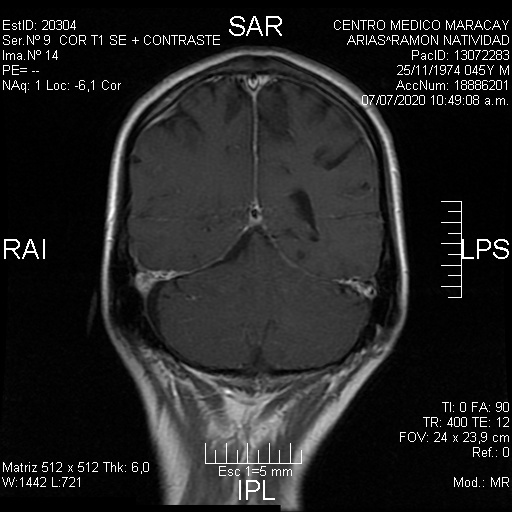 EstID: 20304
Ser.Nº 9 COR T1 SE + CONTRASTE
Ima.Nº 14
PE= --
NAq: 1 Loc: -6,1 Cor
SAR
CENTRO MEDICO MARACAY
ARIAS^RAMON NATIVIDAD
PacID: 13072283
25/11/1974 045Y M
AccNum: 18886201
07/07/2020 10:49:08 a.m.
RAI
LPS
TI: 0 FA: 90
TR: 400 TE: 12
FOV: 24 x 23,9 cm
Ref.: 0
Matriz 512 x 512 Thk: 6,0
W:1442 L:721
Esc 1=5 mm
IPL
Mod.: MR